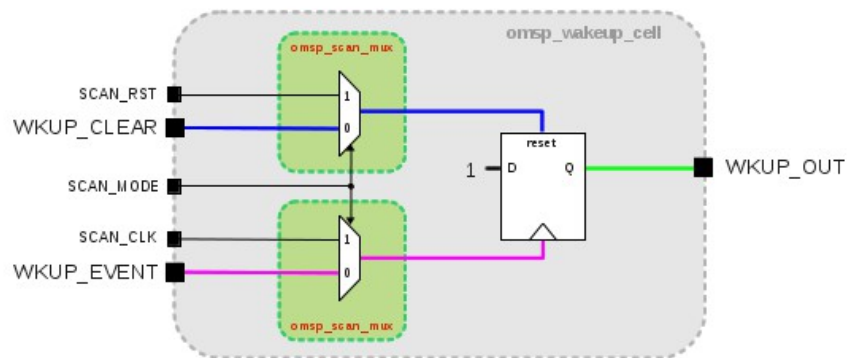 omsp_wakeup_cell
omsp_scan_mux
SCAN_RST
1
WKUP_CLEAR
0
reset
1
D
Q
WKUP_OUT
SCAN_MODE
SCAN_CLK
1
WKUP_EVENT
0
omsp_scan_mux